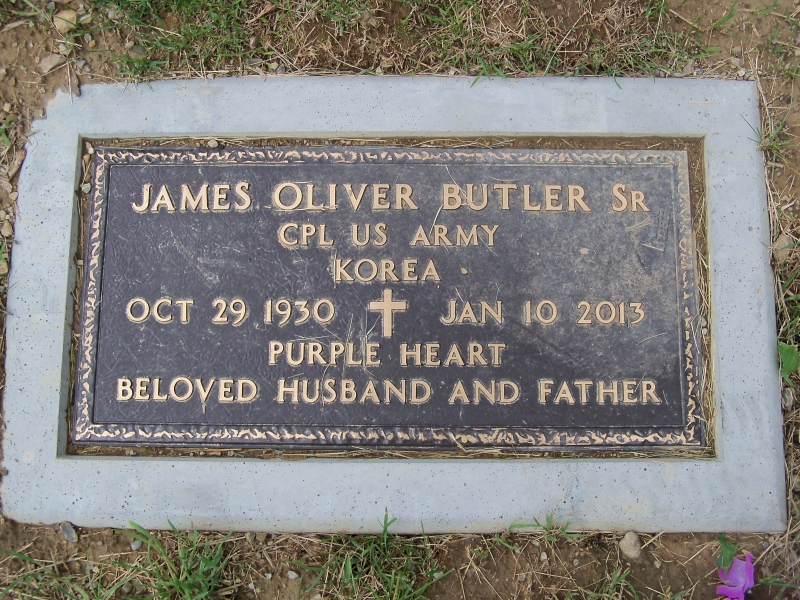 JAMES OLIVER BUTLER SR
CPL US ARMY
KOREA
OCT 29 1930 JAN 10 2013
PURPLE HEART
BELOVED HUSBAND AND FATHER